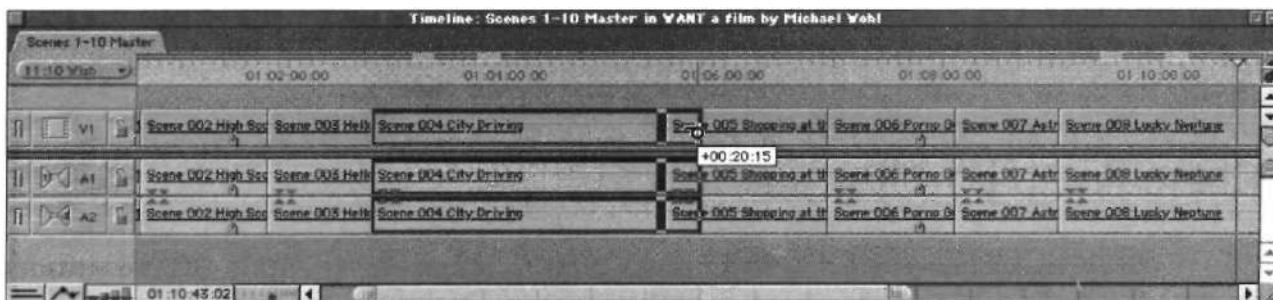 Timeline: Scenes 1-10 Master in WANT a film by Michael Wohl
Scenes 1-10 Master
01:02:00:00 01:04:00:00 01:06:00:00 01:08:00:00 01:10:00:00
V1 Scene 002 High Sc Scene 003 Hell Scene 004 City Driving Scene 005 Shopping at th Scene 006 Porno Scene 007 Astr Scene 008 Lucky Neptune
+00:20:15
A1 Scene 002 High Sc Scene 003 Hell Scene 004 City Driving Scene 005 Shopping at th Scene 006 Porno Scene 007 Astr Scene 008 Lucky Neptune
A2 Scene 002 High Sc Scene 003 Hell Scene 004 City Driving Scene 005 Shopping at th Scene 006 Porno Scene 007 Astr Scene 008 Lucky Neptune
01:10:43:02